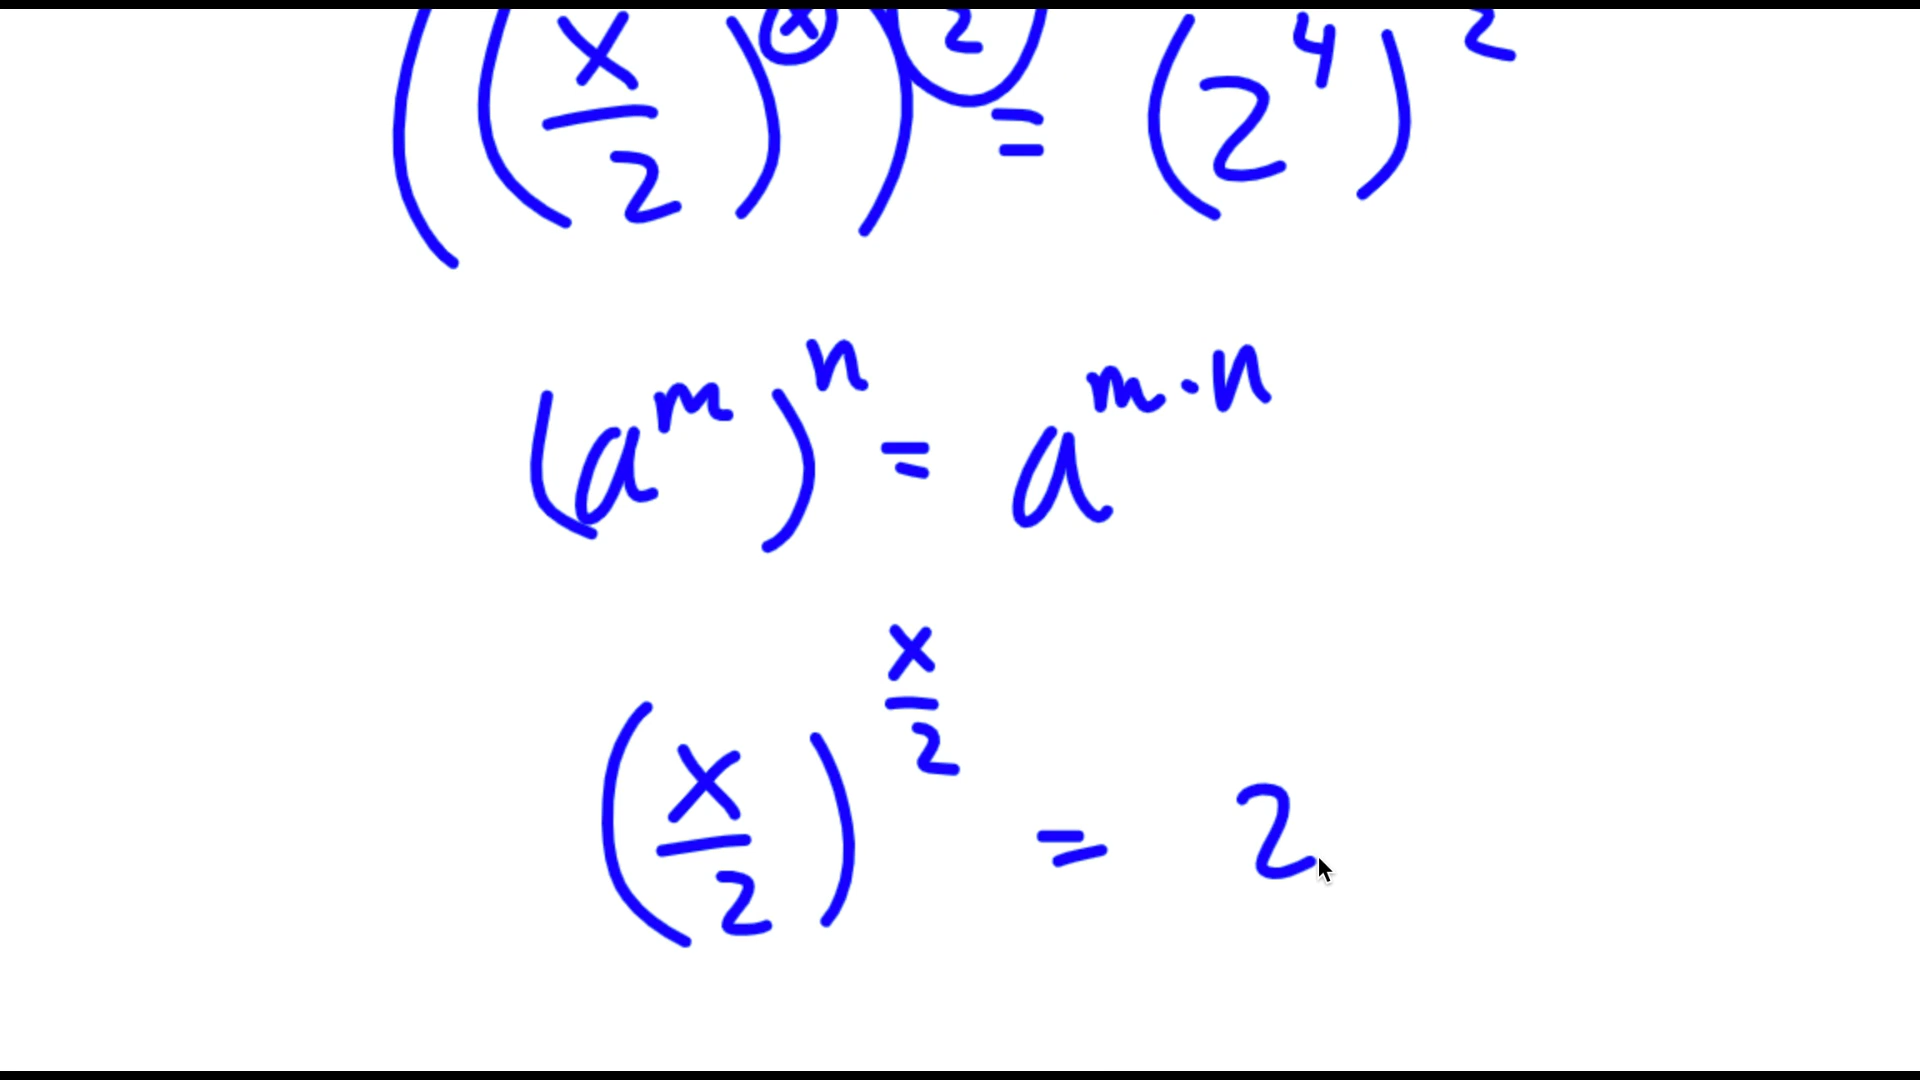 ((x/2)^x)^2 = (2^4)^2
(a^m)^n = a^(m·n)
(x/2)^(x/2) = 2